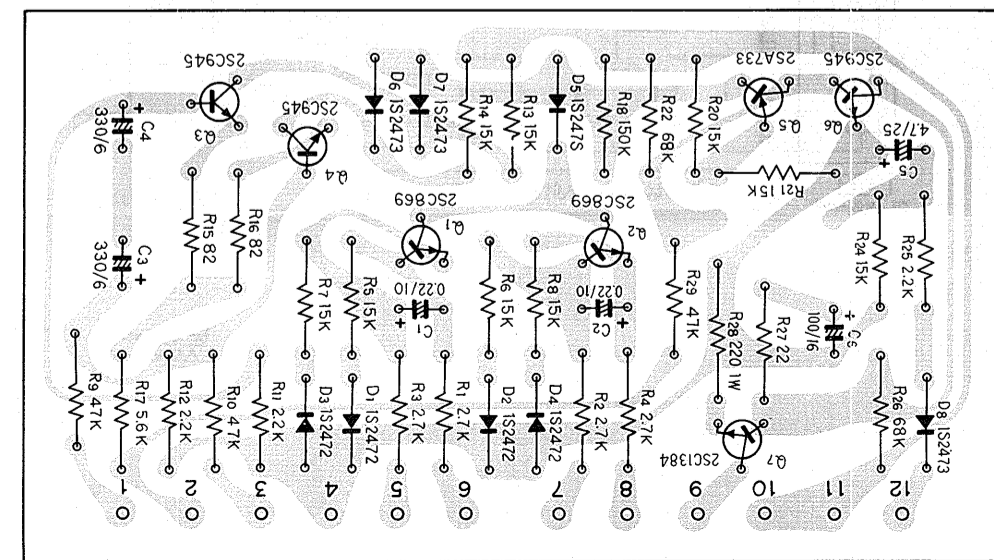 2SC945
Q3
C4
330/6
+
2SC945
Q4
D6 1S2473
D7 1S2473
R14 15K
R13 15K
D5 1S247S
R18 150K
R22 68K
R20 15K
2SA733
Q5
2SC945
Q6
4.7/25
+
C5
R21 15K
R15 82
R16 82
C3
330/6
+
2SC869
Q1
2SC869
Q2
R7 15K
R5 15K
0.22/10
+
C1
R6 15K
R8 15K
0.22/10
C2
+
R29 47K
R28 220 1W
R27 22
+
C6
100/16
R24 15K
R25 2.2K
R9 47K
R17 5.6K
R12 2.2K
R10 4.7K
R11 2.2K
D3 1S2472
D1 1S2472
R3 2.7K
R1 2.7K
D2 1S2472
D4 1S2472
R2 2.7K
R4 2.7K
2SC1384
Q7
R26 68K
D8 1S2473
1 2 3 4 5 6 7 8 9 10 11 12